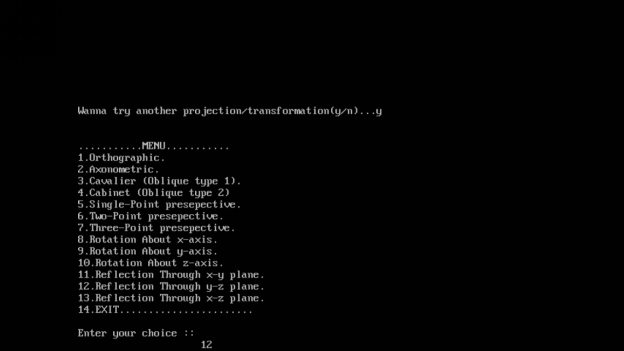 Wanna try another projection/transformation(y/n)...y
...........MENU...........
1.Orthographic.
2.Axonometric.
3.Cavalier (Oblique type 1).
4.Cabinet (Oblique type 2)
5.Single-Point presepective.
6.Two-Point presepective.
7.Three-Point presepective.
8.Rotation About x-axis.
9.Rotation About y-axis.
10.Rotation About z-axis.
11.Reflection Through x-y plane.
12.Reflection Through y-z plane.
13.Reflection Through x-z plane.
14.EXIT.......................
Enter your choice ::
12